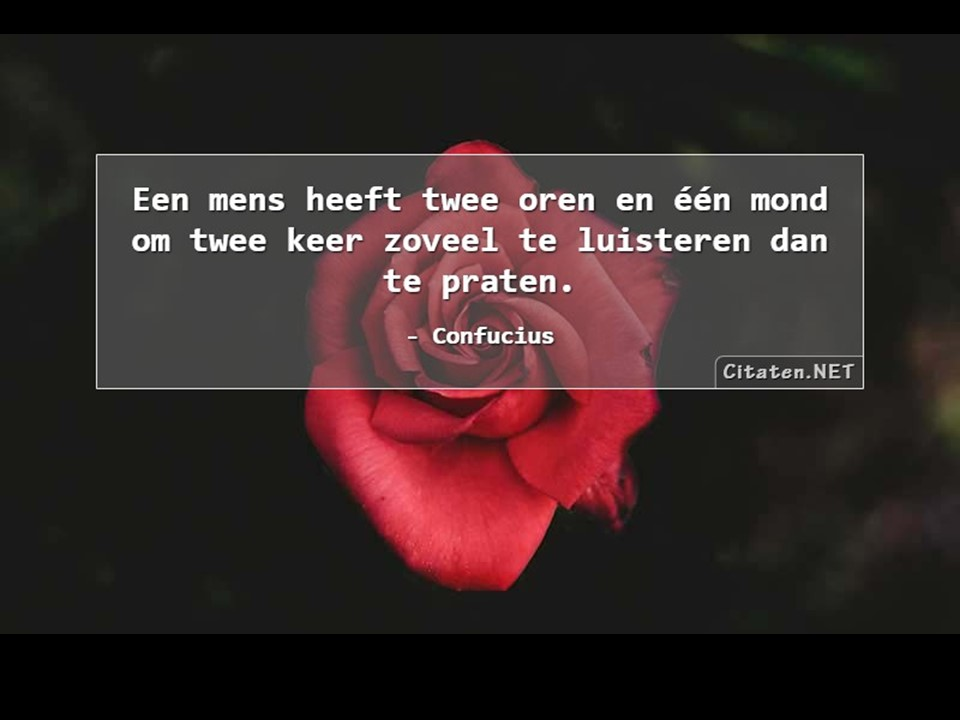 Een mens heeft twee oren en één mond
om twee keer zoveel te luisteren dan
te praten.
- Confucius
Citaten.NET